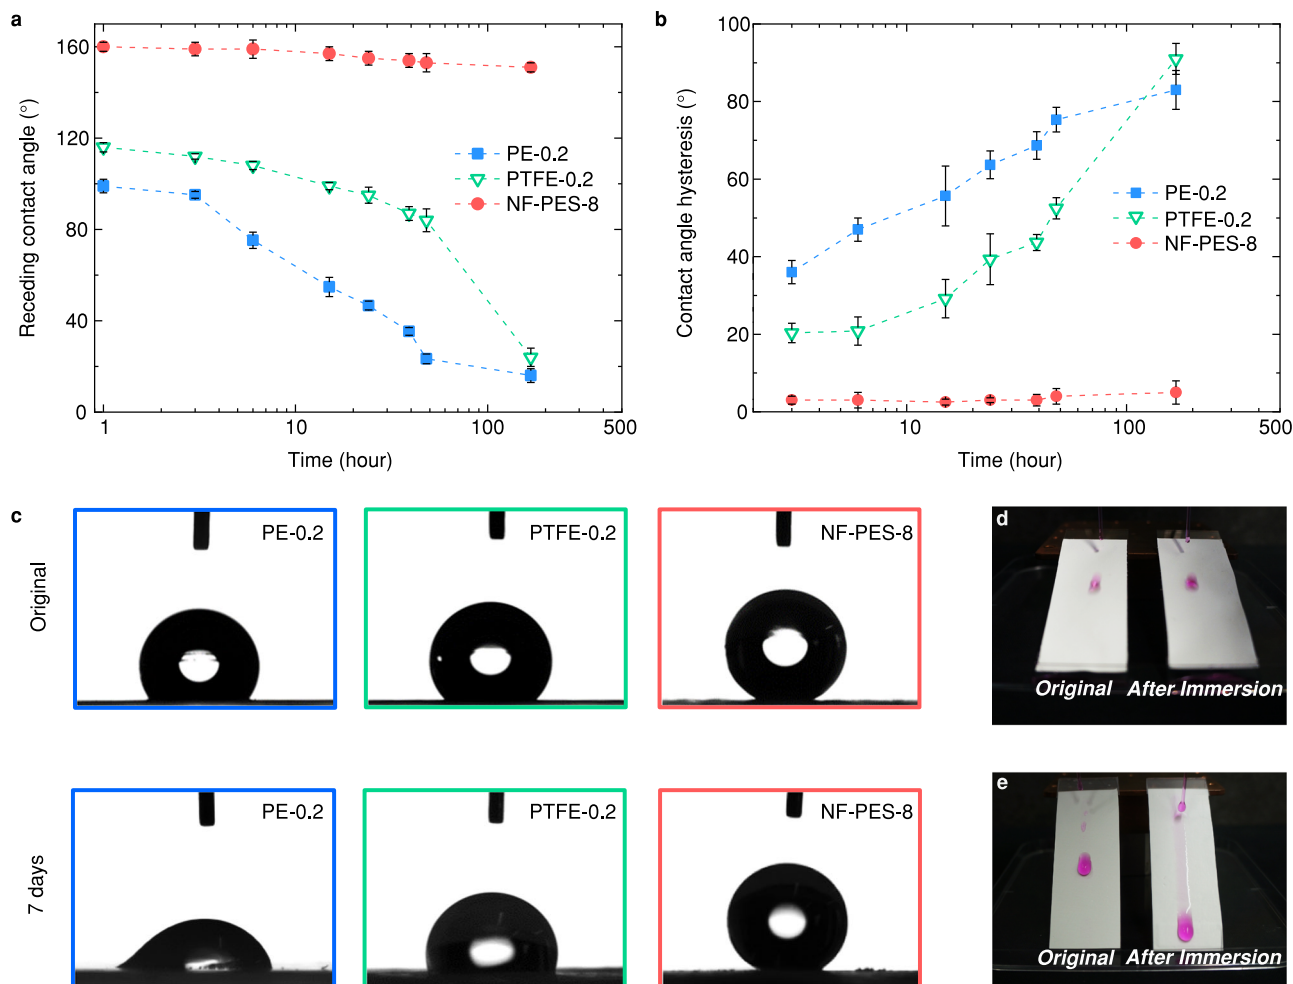 a
Receding contact angle (°)
160
120
80
40
0
1
10
100
500
Time (hour)
PE-0.2
PTFE-0.2
NF-PES-8
b
Contact angle hysteresis (°)
100
80
60
40
20
0
10
100
500
Time (hour)
PE-0.2
PTFE-0.2
NF-PES-8
c
Original
PE-0.2
PTFE-0.2
NF-PES-8
7 days
PE-0.2
PTFE-0.2
NF-PES-8
d
Original
After Immersion
e
Original
After Immersion